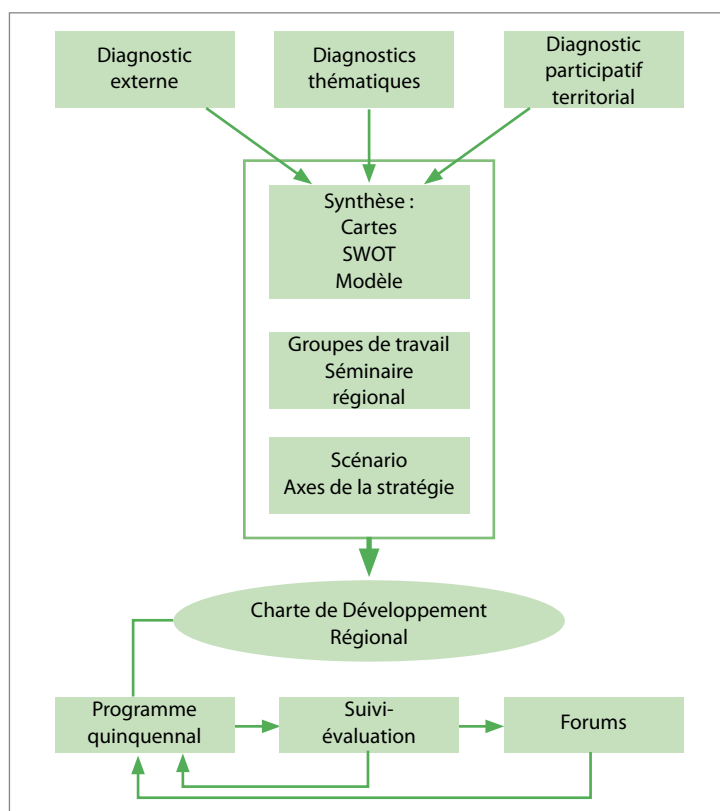 Diagnostic
externe
Diagnostics
thématiques
Diagnostic
participatif
territorial
Synthèse :
Cartes
SWOT
Modèle
Groupes de travail
Séminaire
régional
Scénario
Axes de la stratégie
Charte de Développement
Régional
Programme
quinquennal
Suivi-
évaluation
Forums